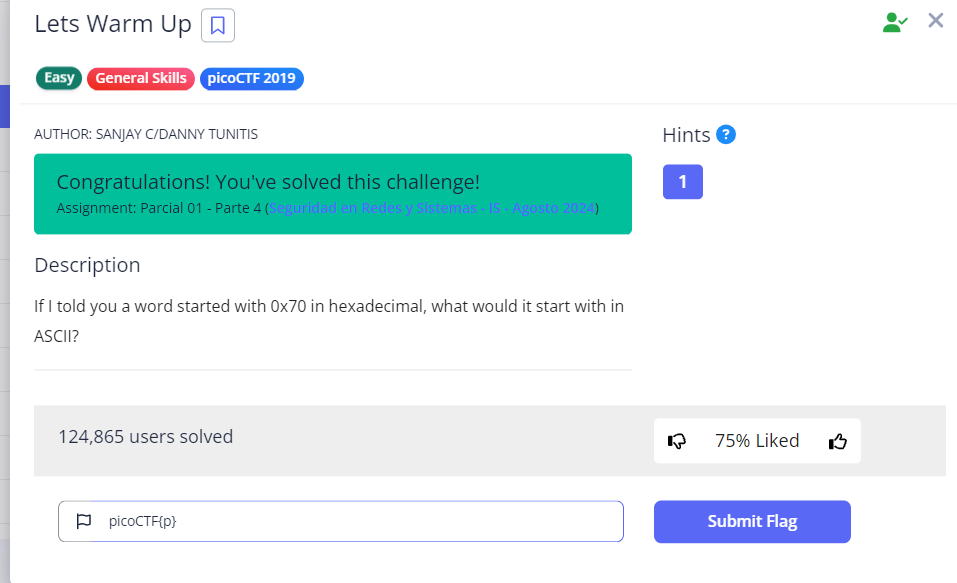 Lets Warm Up
Easy General Skills picoCTF 2019
AUTHOR: SANJAY C/DANNY TUNITIS
Hints ?
Congratulations! You've solved this challenge!
Assignment: Parcial 01 - Parte 4 (Seguridad en Redes y Sistemas - IS - Agosto 2024)
1
Description
If I told you a word started with 0x70 in hexadecimal, what would it start with in
ASCII?
124,865 users solved
75% Liked
picoCTF{p}
Submit Flag